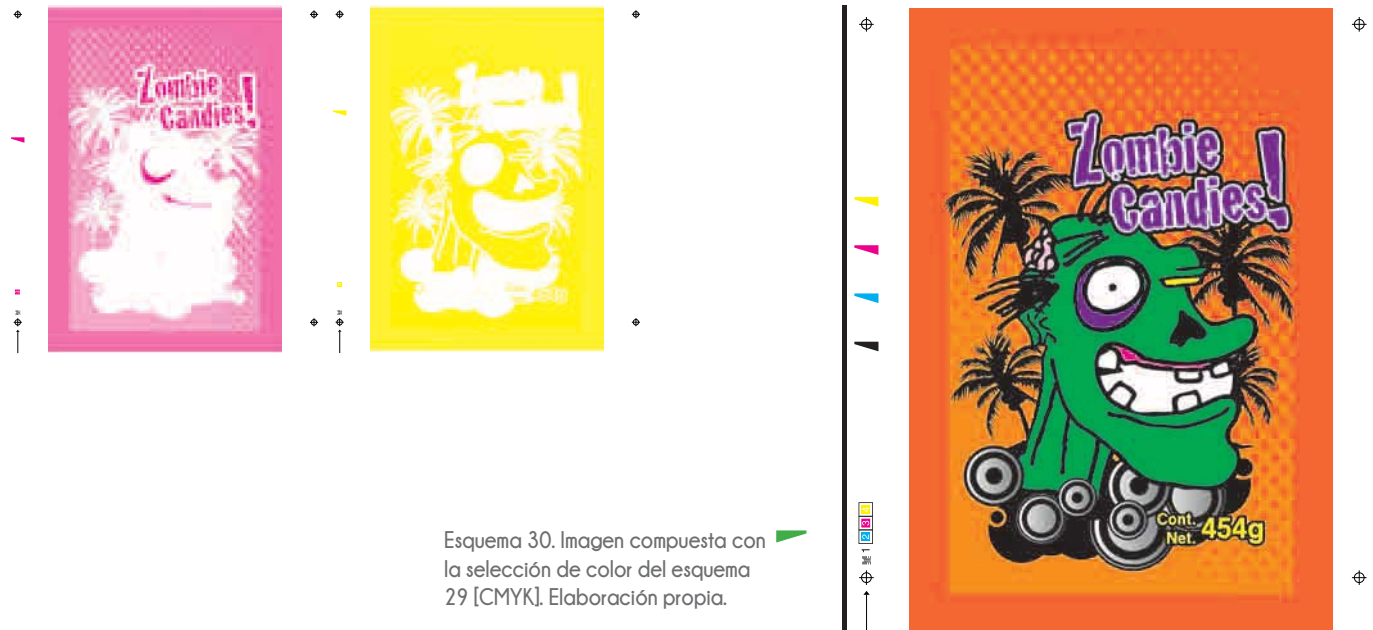 Zombie
Candies!
Zombie
Candies!
Cont.
Net. 454g
Esquema 30. Imagen compuesta con
la selección de color del esquema
29 [CMYK]. Elaboración propia.